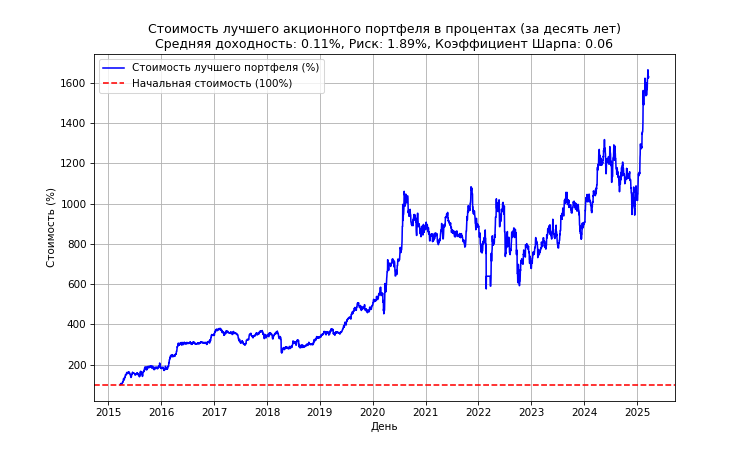 Стоимость лучшего акционного портфеля в процентах (за десять лет)
Средняя доходность: 0.11%, Риск: 1.89%, Коэффициент Шарпа: 0.06
Стоимость лучшего портфеля (%)
Начальная стоимость (100%)
Стоимость (%)
1600
1400
1200
1000
800
600
400
200
2015 2016 2017 2018 2019 2020 2021 2022 2023 2024 2025
День